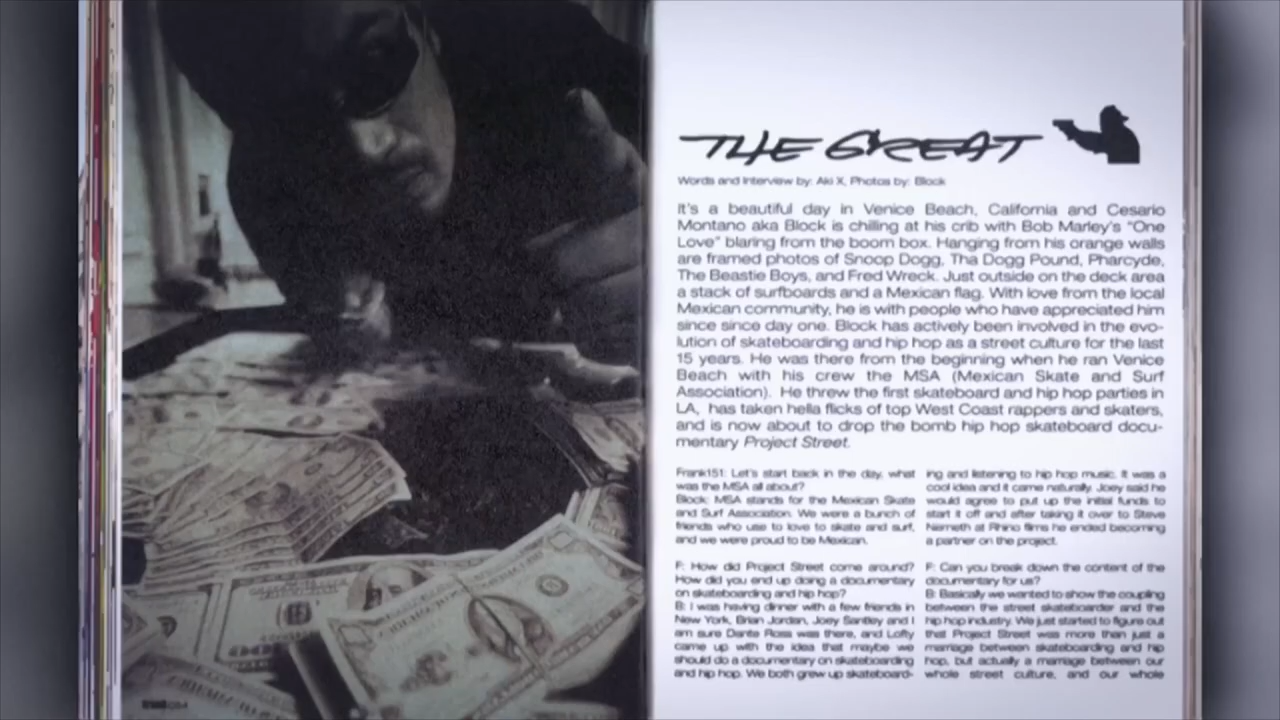 THE GREAT
Words and Interview by: Aki X, Photos by: Block
It's a beautiful day in Venice Beach, California and Cesario
Montano aka Block is chilling at his crib with Bob Marley's "One
Love" blaring from the boom box. Hanging from his orange walls
are framed photos of Snoop Dogg, Tha Dogg Pound, Pharcyde,
The Beastie Boys, and Fred Wreck. Just outside on the deck area
a stack of surfboards and a Mexican flag. With love from the local
Mexican community, he is with people who have appreciated him
since since day one. Block has actively been involved in the evo-
lution of skateboarding and hip hop as a street culture for the last
15 years. He was there from the beginning when he ran Venice
Beach with his crew the MSA (Mexican Skate and Surf
Association). He threw the first skateboard and hip hop parties in
LA, has taken hella flicks of top West Coast rappers and skaters,
and is now about to drop the bomb hip hop skateboard docu-
mentary Project Street.
Frank151: Let's start back in the day, what
was the MSA all about?
Block: MSA stands for the Mexican Skate
and Surf Association. We were a bunch of
friends who use to love to skate and surf,
and we were proud to be Mexican.
F: How did Project Street come around?
How did you end up doing a documentary
on skateboarding and hip hop?
B: I was having dinner with a few friends in
New York, Brian Jordan, Joey Santley and I
am sure Dante Ross was there, and Lofty
came up with the idea that maybe we
should do a documentary on skateboarding
and hip hop. We both grew up skateboard-
ing and listening to hip hop music. It was a
cool idea and it came naturally. Joey said he
would agree to put up the initial funds to
start it off and after taking it over to Steve
Nemeth at Rhino films he ended becoming
a partner on the project.
F: Can you break down the content of the
documentary for us?
B: Basically we wanted to show the coupling
between the street skateboarder and the
hip hop industry. We just started to figure out
that Project Street was more than just a
marriage between skateboarding and hip
hop, but actually a marriage between our
whole street culture, and our whole